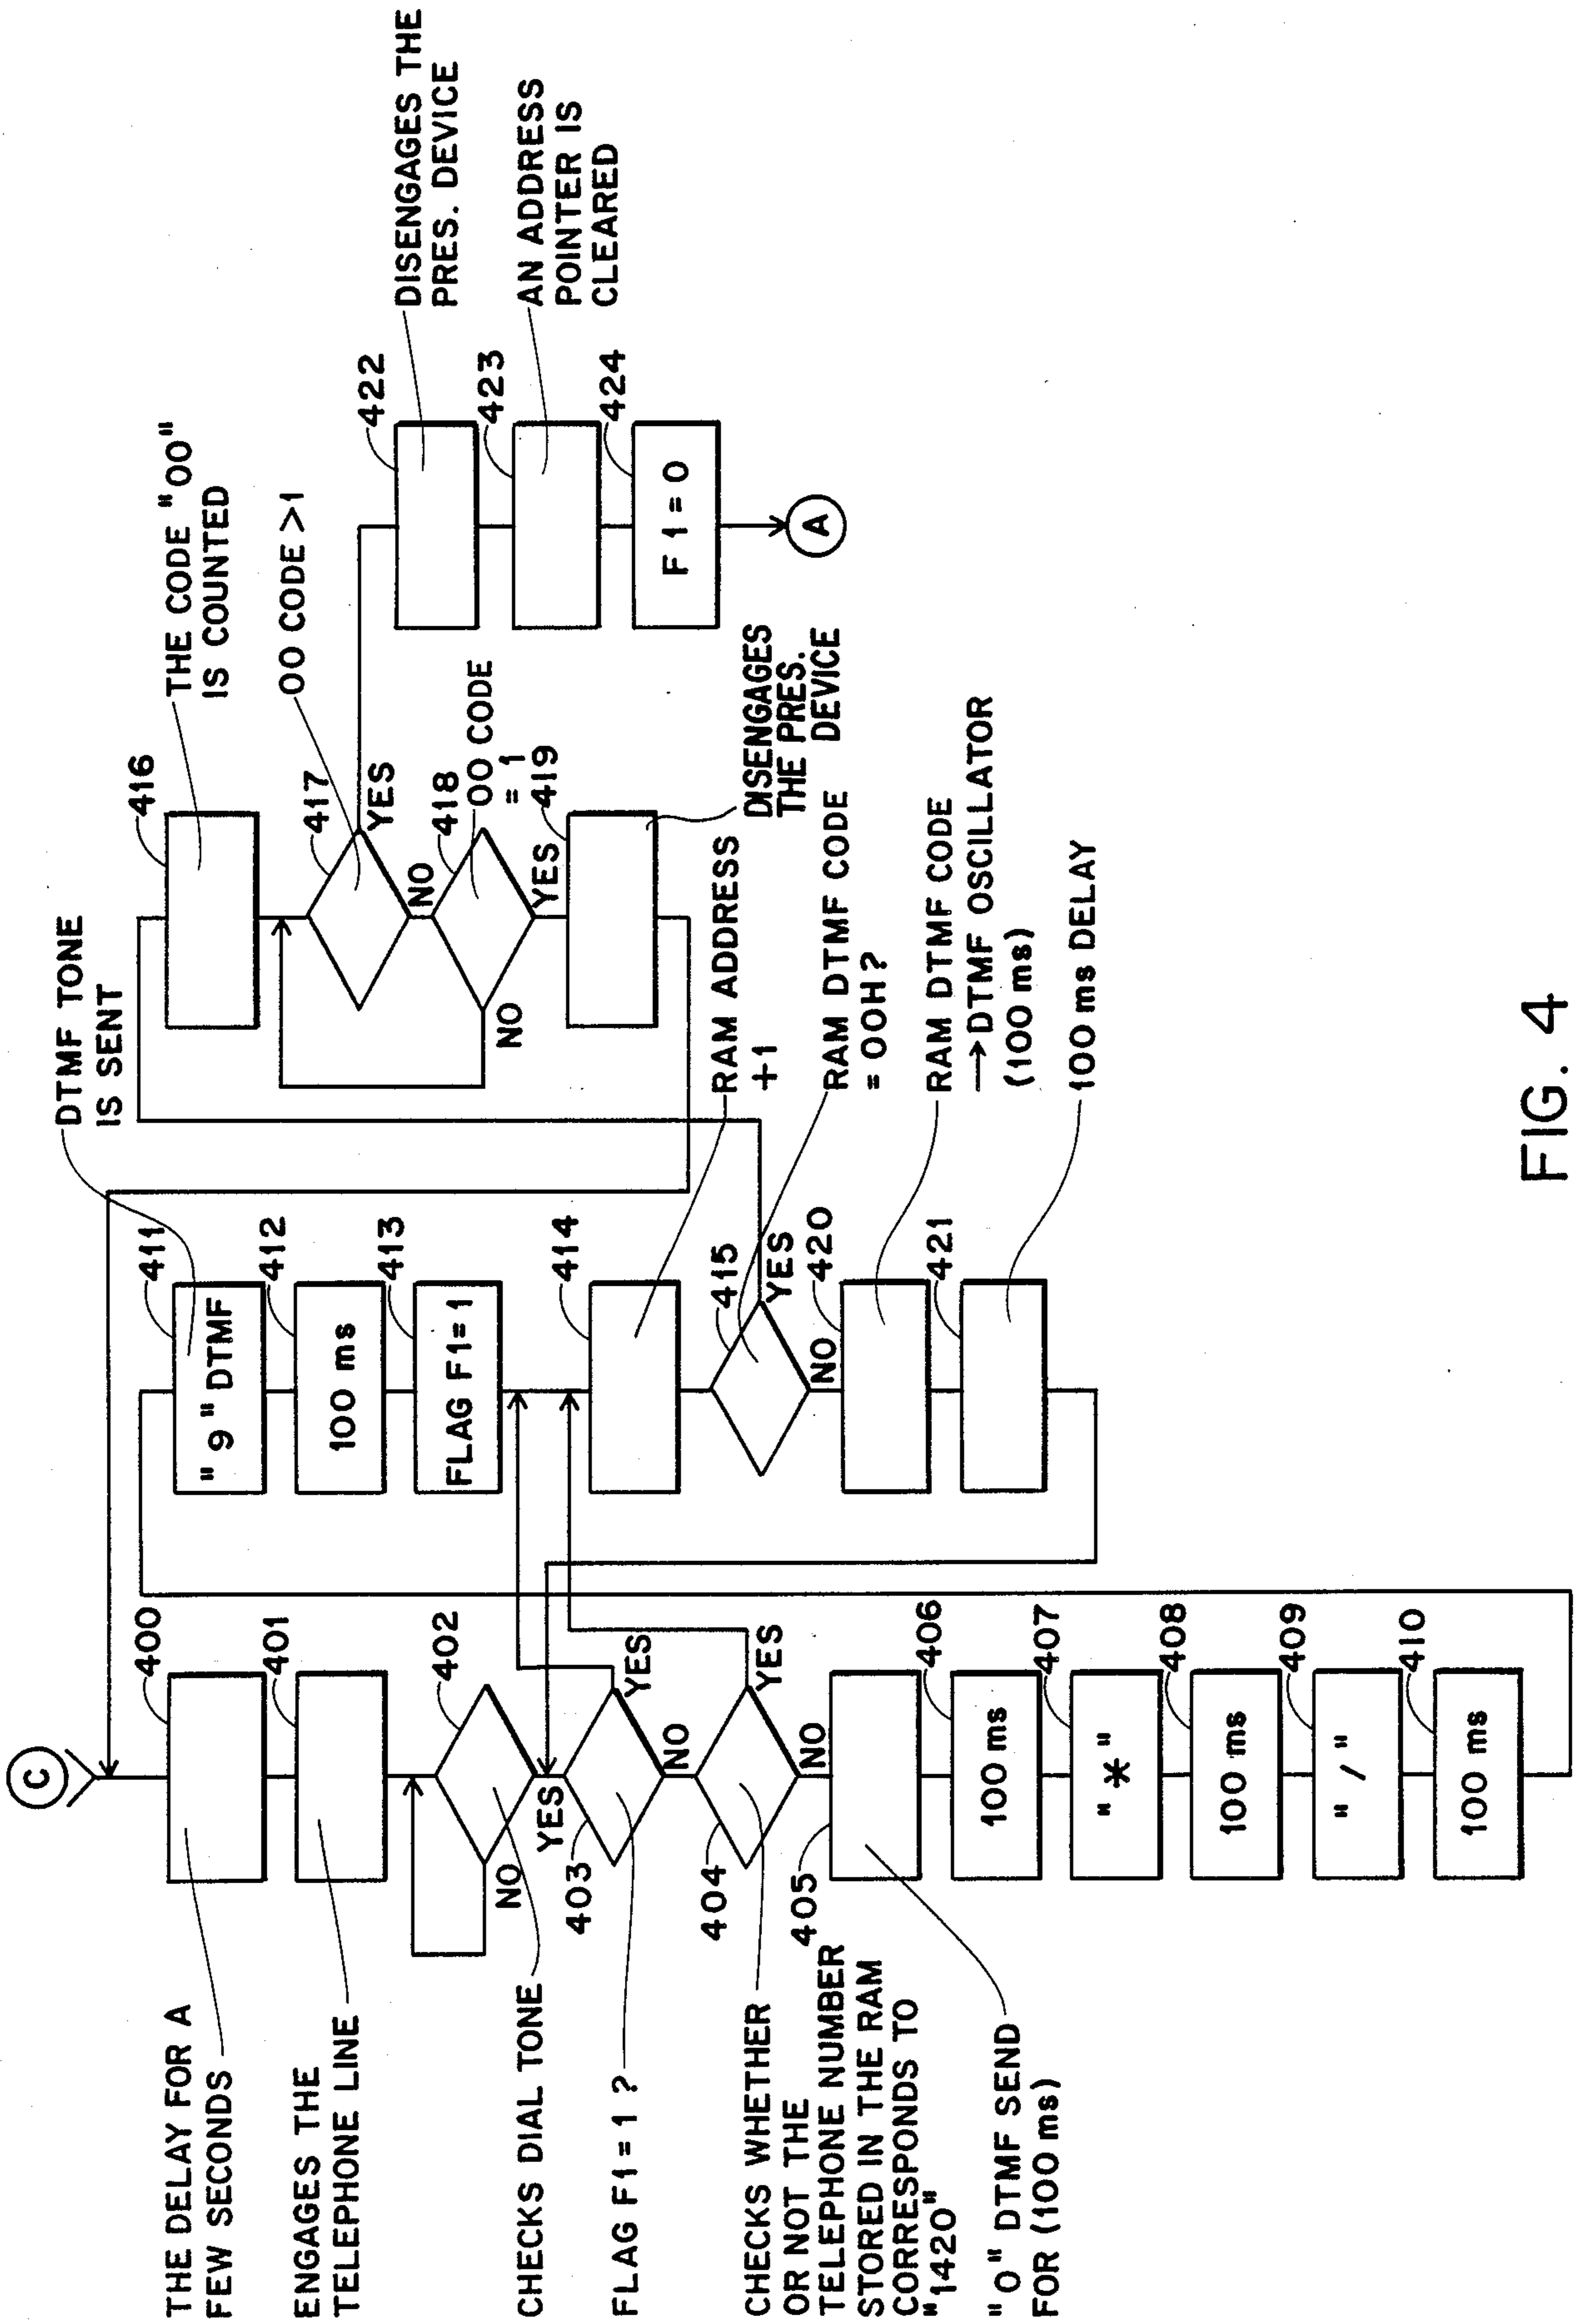 C
THE DELAY FOR A
FEW SECONDS
400
ENGAGES THE
TELEPHONE LINE
401
402
CHECKS DIAL TONE
NO
YES
403
FLAG F1 = 1 ?
YES
NO
404
CHECKS WHETHER
OR NOT THE
TELEPHONE NUMBER
STORED IN THE RAM
CORRESPONDS TO
"1420"
YES
NO
405
"0" DTMF SEND
FOR (100 ms)
406
100 ms
407
"*"
408
100 ms
409
"/"
410
100 ms
DTMF TONE
IS SENT
411
"9" DTMF
412
100 ms
413
FLAG F1=1
414
RAM ADDRESS
+1
415
RAM DTMF CODE
= 00H?
YES
NO
420
RAM DTMF CODE
→DTMF OSCILLATOR
(100 ms)
421
100 ms DELAY
416
THE CODE "00"
IS COUNTED
417
00 CODE >1
YES
NO
418
00 CODE
= 1
NO
YES
419
DISENGAGES
THE PRES.
DEVICE
422
DISENGAGES THE
PRES. DEVICE
423
AN ADDRESS
POINTER IS
CLEARED
424
F1=0
A
FIG. 4